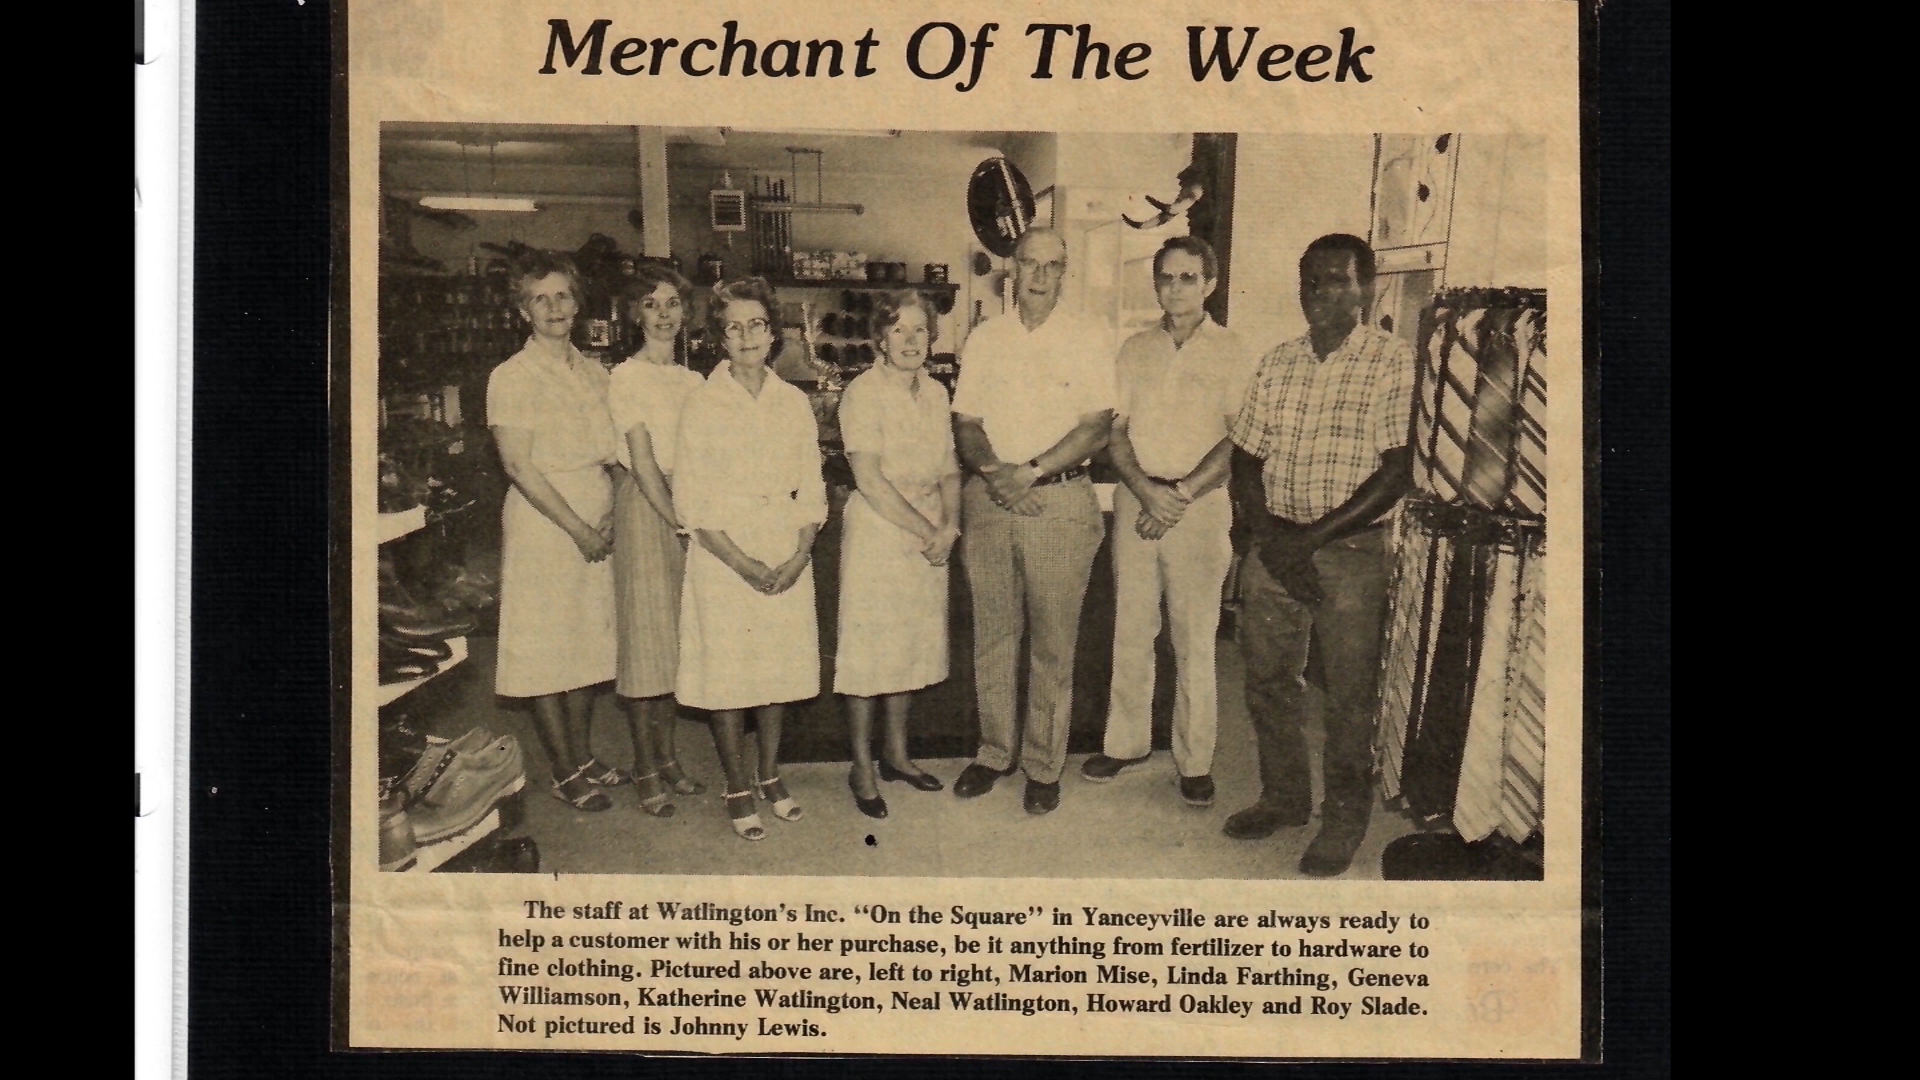 Merchant Of The Week
The staff at Watlington's Inc. “On the Square” in Yanceyville are always ready to
help a customer with his or her purchase, be it anything from fertilizer to hardware to
fine clothing. Pictured above are, left to right, Marion Mise, Linda Farthing, Geneva
Williamson, Katherine Watlington, Neal Watlington, Howard Oakley and Roy Slade.
Not pictured is Johnny Lewis.